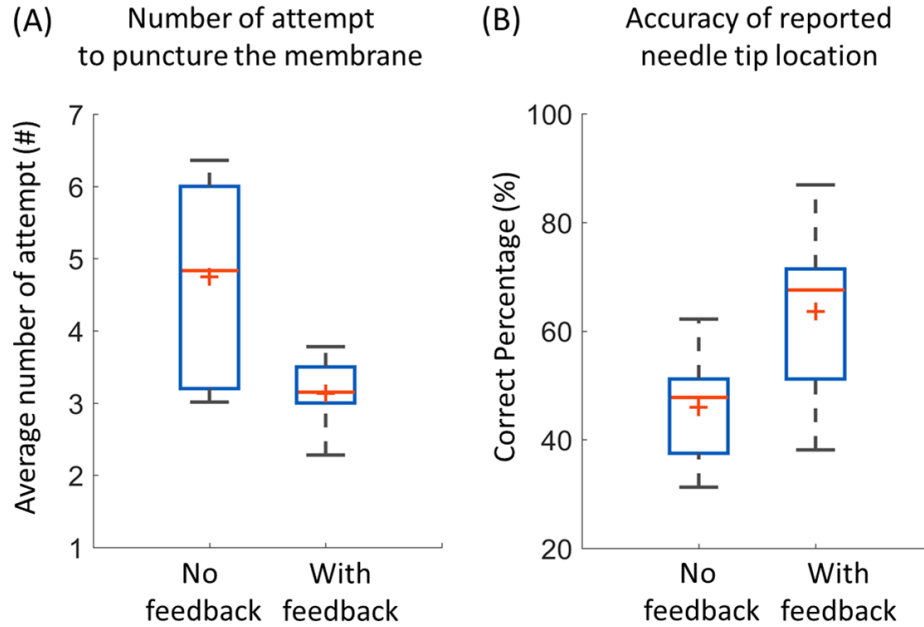 (A)
Number of attempt
to puncture the membrane
Average number of attempt (#)
7
6
5
4
3
2
1
No
feedback
With
feedback
(B)
Accuracy of reported
needle tip location
Correct Percentage (%)
100
80
60
40
20
No
feedback
With
feedback